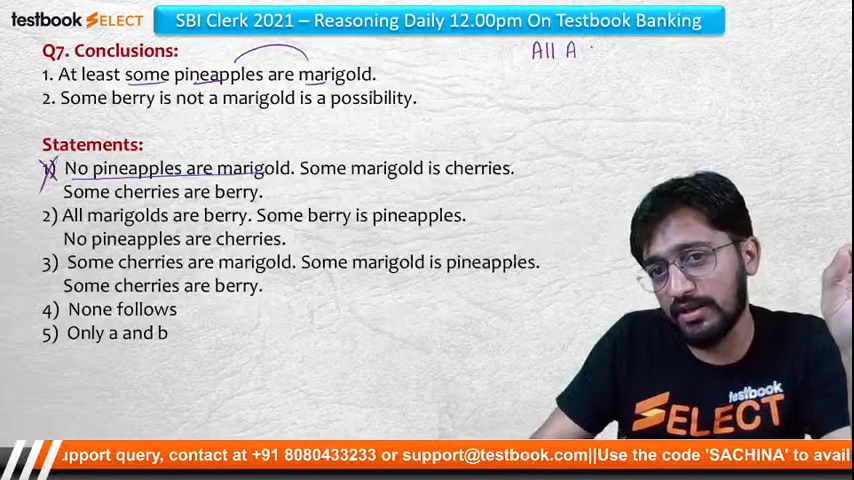 testbook SELECT
SBI Clerk 2021 – Reasoning Daily 12.00pm On Testbook Banking
All A
Q7. Conclusions:
1. At least some pineapples are marigold.
2. Some berry is not a marigold is a possibility.
Statements:
1) No pineapples are marigold. Some marigold is cherries.
Some cherries are berry.
2) All marigolds are berry. Some berry is pineapples.
No pineapples are cherries.
3) Some cherries are marigold. Some marigold is pineapples.
Some cherries are berry.
4) None follows
5) Only a and b
testbook
SELECT
upport query, contact at +91 8080433233 or support@testbook.com||Use the code 'SACHINA' to avail